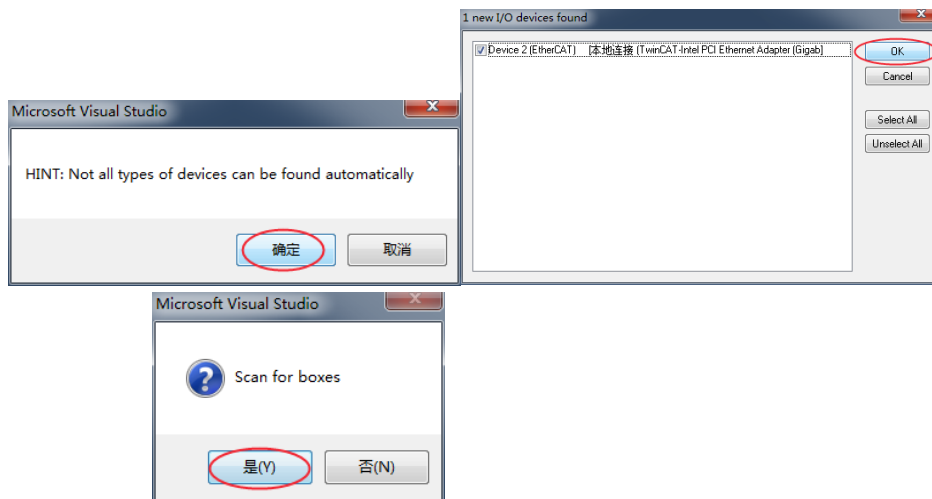 Microsoft Visual Studio
HINT: Not all types of devices can be found automatically
确定
取消
1 new I/O devices found
Device 2 (EtherCAT) [本地连接 (TwinCAT-Intel PCI Ethernet Adapter (Gigab]
OK
Cancel
Select All
Unselect All
Microsoft Visual Studio
Scan for boxes
是(Y)
否(N)